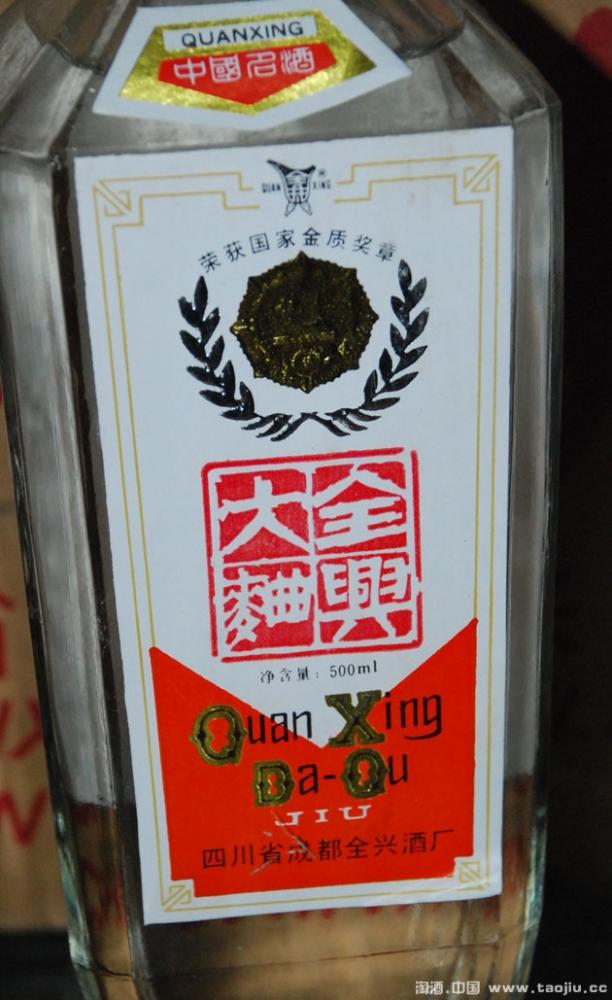 QUANXING
中國名酒
QUAN XING
荣获国家金质奖章
全興
大麯
净含量：500ml
Quan Xing
Da-Qu
JIU
四川省成都全兴酒厂
淘酒.中国 www.taojiu.cc